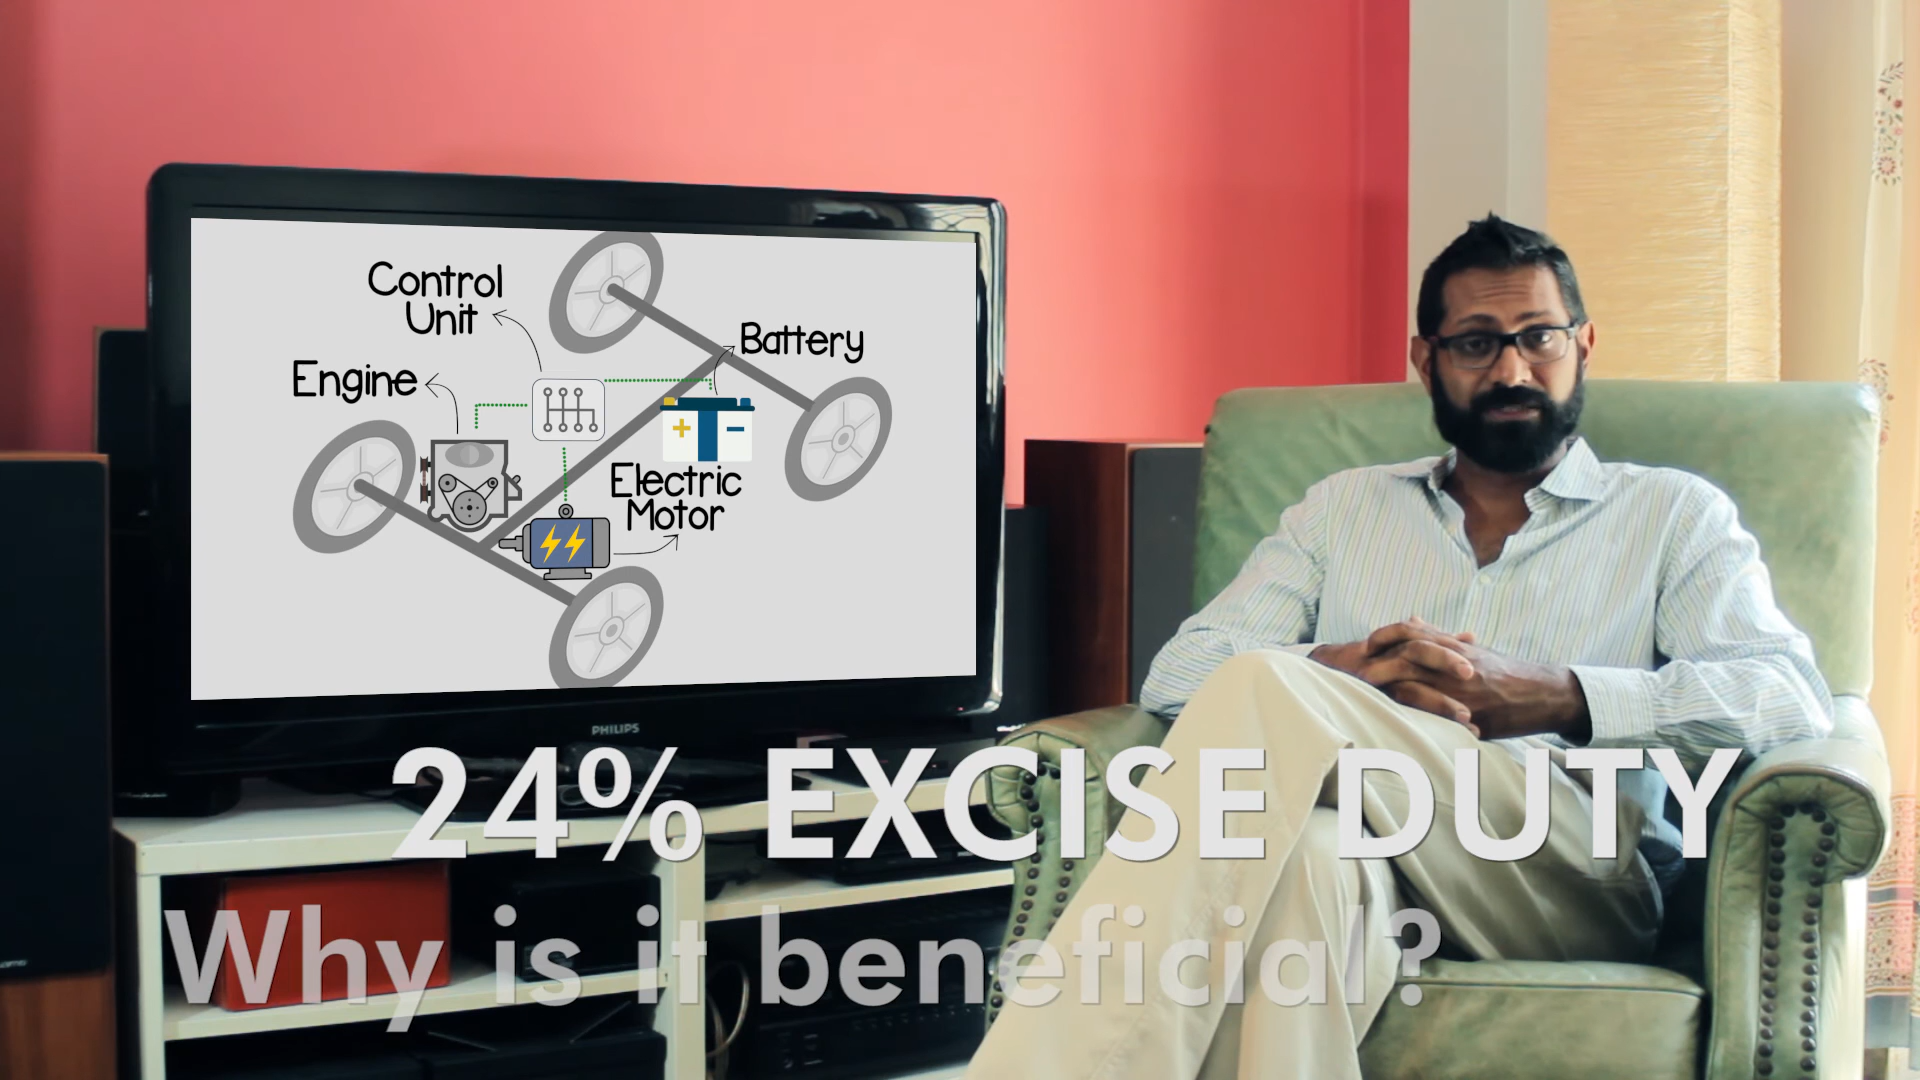 Control
Unit
Battery
Engine
Electric
Motor
PHILIPS
24% EXCISE DUTY
Why is it beneficial?